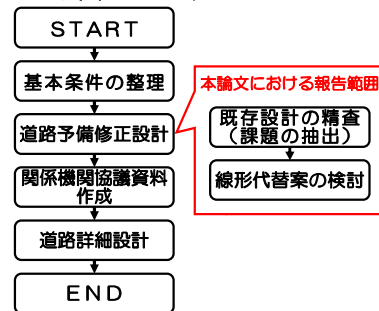 START
基本条件の整理
道路予備修正設計
関係機関協議資料
作成
道路詳細設計
END
本論文における報告範囲
既存設計の精査
（課題の抽出）
線形代替案の検討